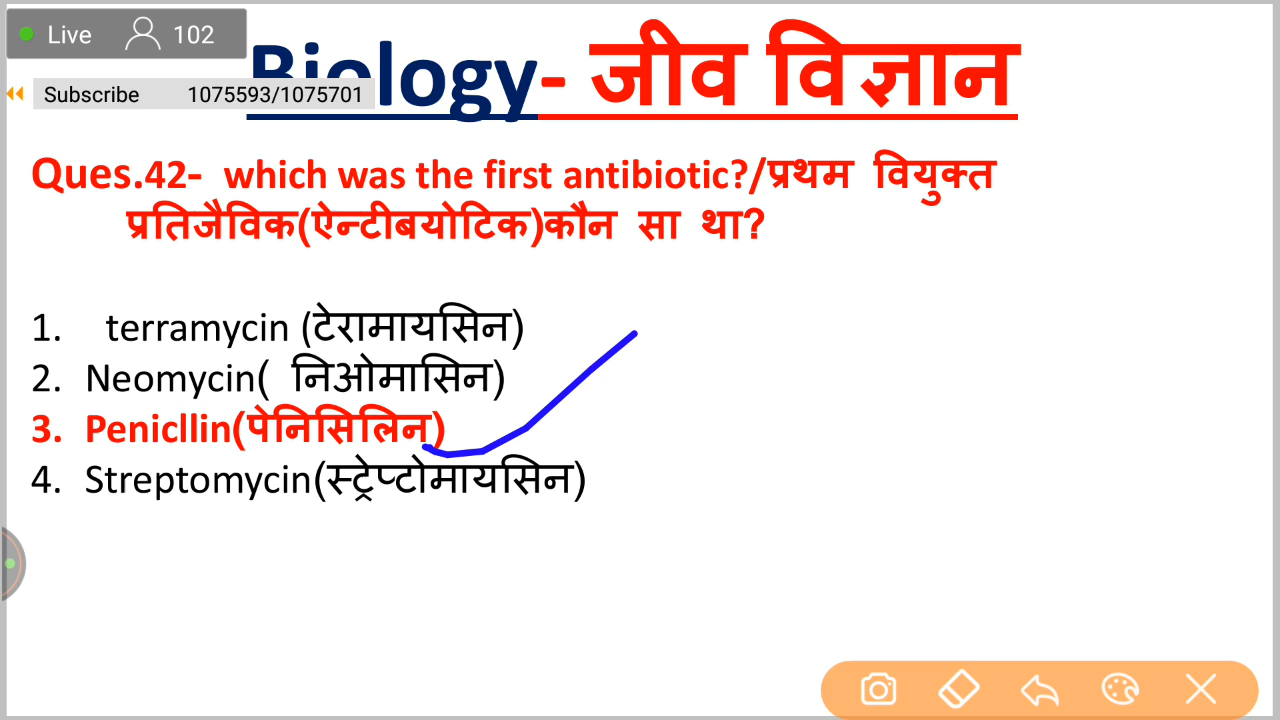 Live 102
Biology- जीव विज्ञान
Subscribe 1075593/1075701
Ques.42- which was the first antibiotic?/प्रथम वियुक्त
प्रतिजैविक(ऐन्टीबयोटिक)कौन सा था?
1. terramycin (टेरामायसिन)
2. Neomycin( निओमासिन)
3. Penicllin(पेनिसिलिन)
4. Streptomycin(स्ट्रेप्टोमायसिन)